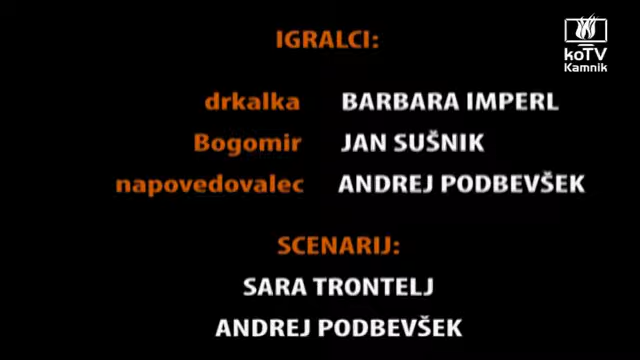 IGRALCI:
koTV
Kamnik
drkalka BARBARA IMPERL
Bogomir JAN SUŠNIK
napovedovalec ANDREJ PODBEVŠEK
SCENARIJ:
SARA TRONTELJ
ANDREJ PODBEVŠEK